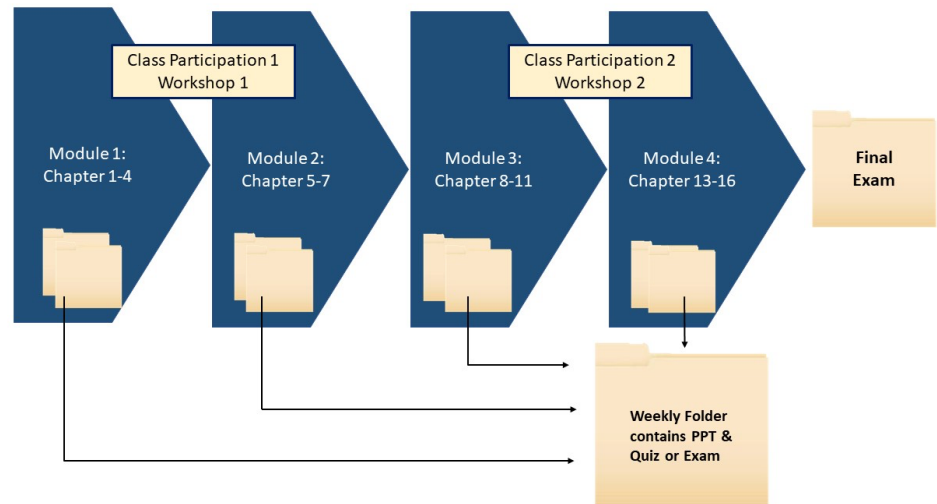 Class Participation 1
Workshop 1
Class Participation 2
Workshop 2
Module 1:
Chapter 1-4
Module 2:
Chapter 5-7
Module 3:
Chapter 8-11
Module 4:
Chapter 13-16
Final
Exam
Weekly Folder
contains PPT &
Quiz or Exam